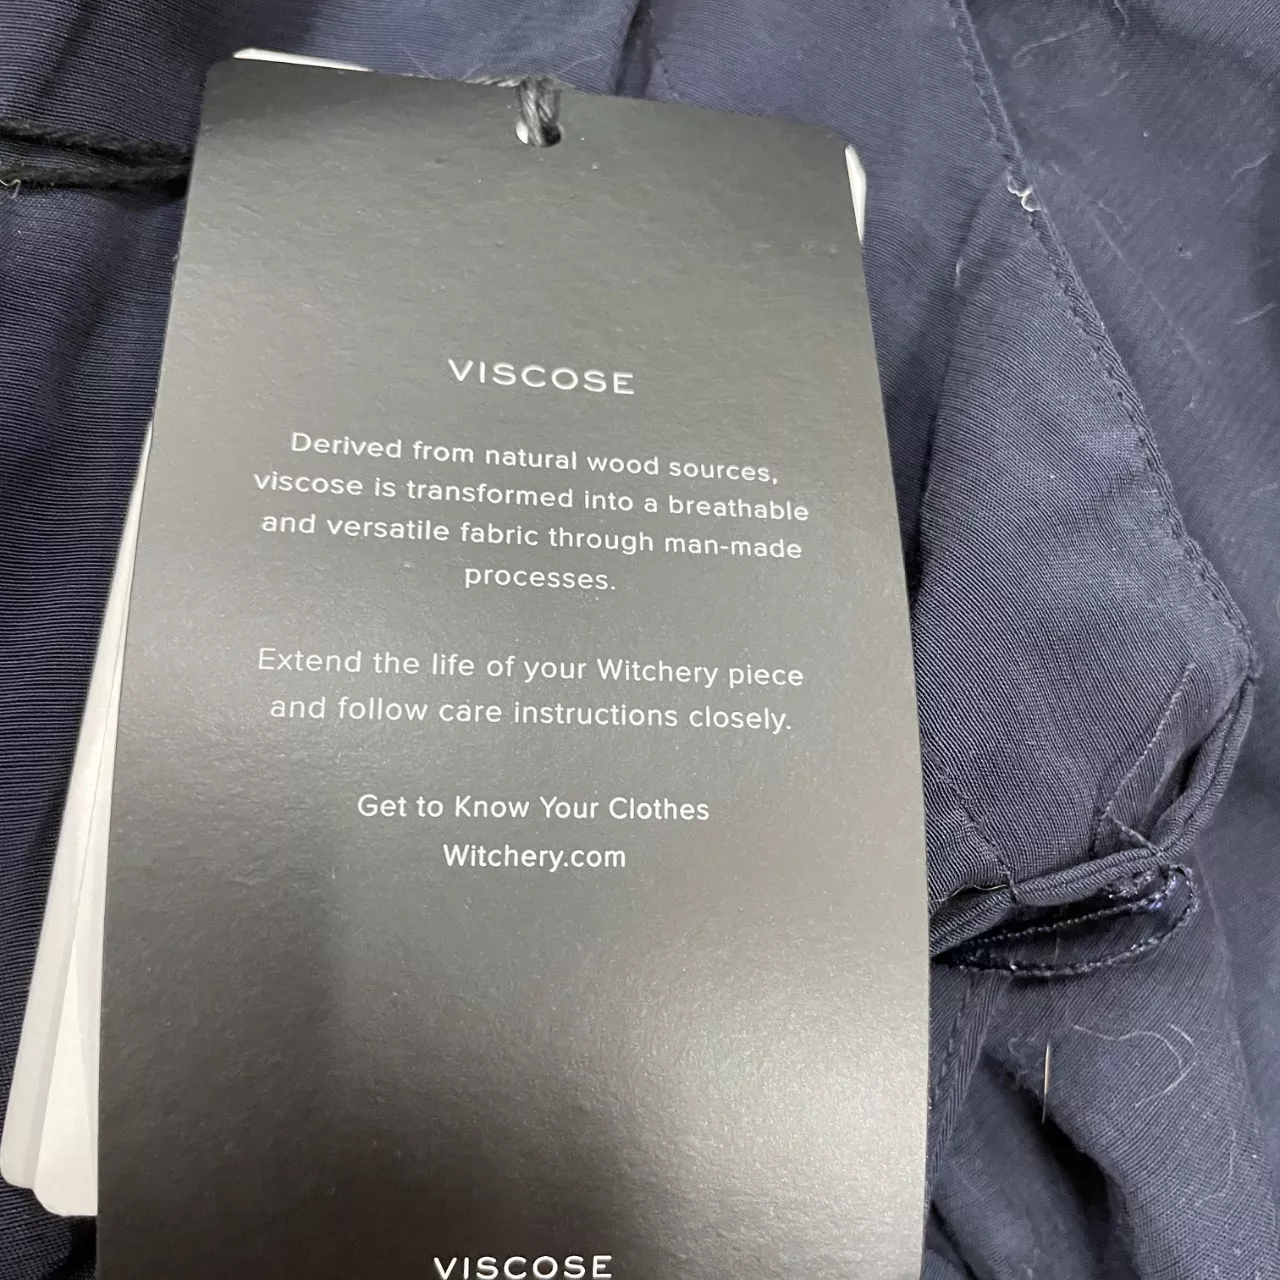 VISCOSE
Derived from natural wood sources,
viscose is transformed into a breathable
and versatile fabric through man-made
processes.
Extend the life of your Witchery piece
and follow care instructions closely.
Get to Know Your Clothes
Witchery.com
VISCOSE